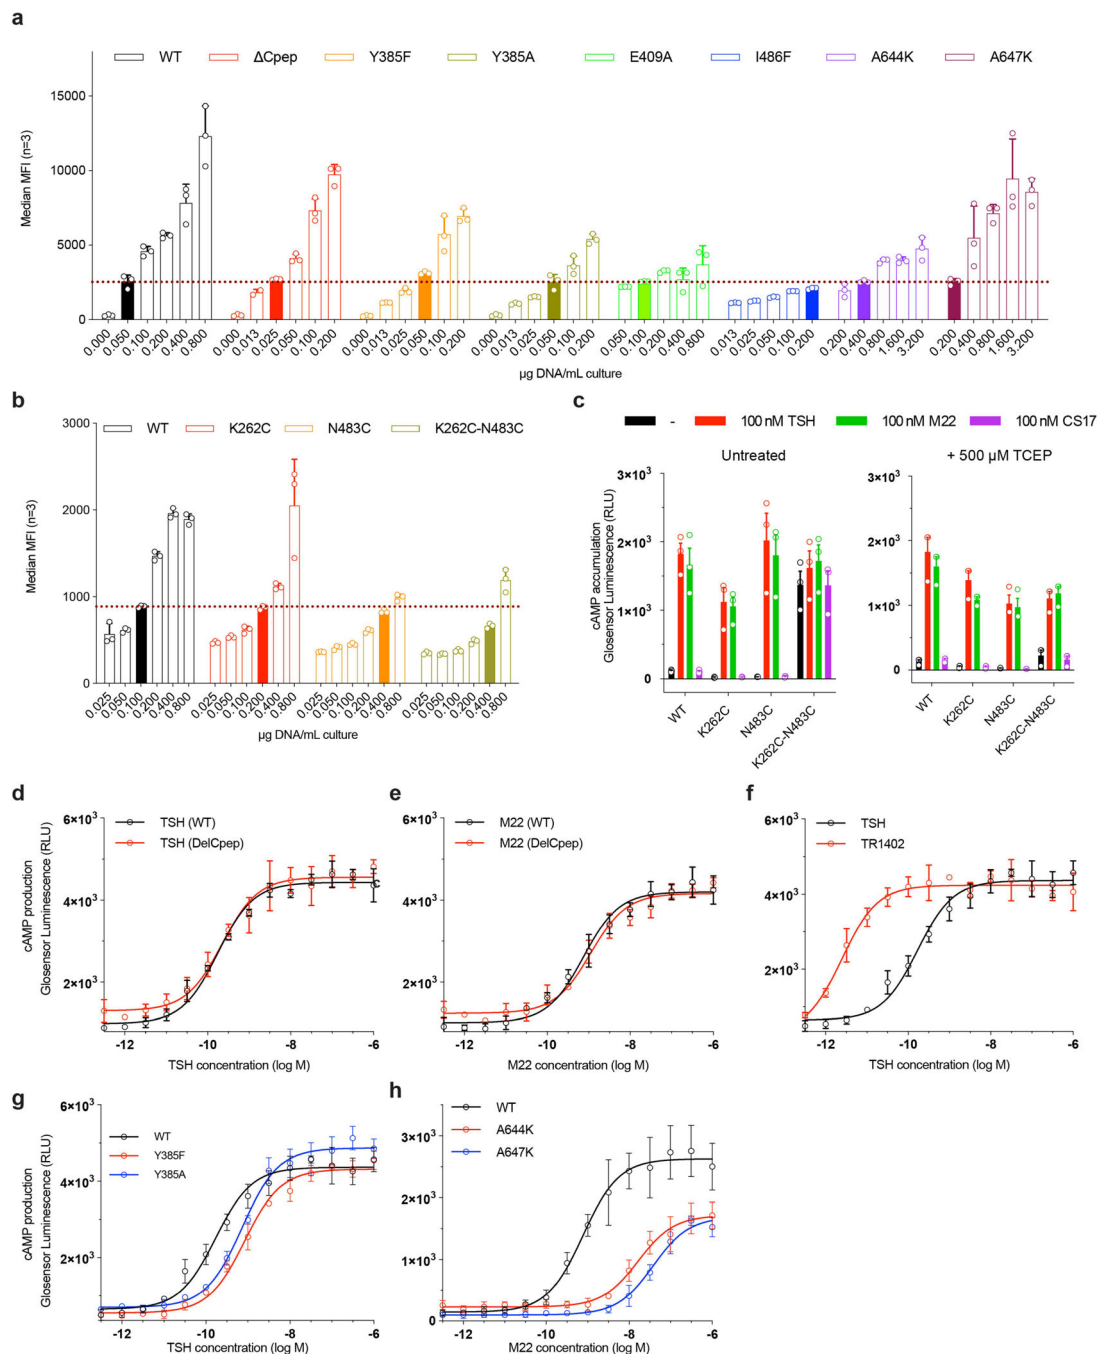 a
WT ΔCpep Y385F Y385A E409A I486F A644K A647K
15000
10000
5000
0
Median MFI (n=3)
0.000 0.050 0.100 0.200 0.400 0.800 0.000 0.013 0.025 0.050 0.100 0.200 0.000 0.013 0.025 0.050 0.100 0.200 0.000 0.013 0.025 0.050 0.100 0.200 0.050 0.100 0.200 0.400 0.800 0.013 0.025 0.050 0.100 0.200 0.200 0.400 0.800 1.600 3.200 0.200 0.400 0.800 1.600 3.200
µg DNA/mL culture
b
WT K262C N483C K262C-N483C
3000
2000
1000
0
Median MFI (n=3)
0.025 0.050 0.100 0.200 0.400 0.800 0.025 0.050 0.100 0.200 0.400 0.800 0.025 0.050 0.100 0.200 0.400 0.800 0.025 0.050 0.100 0.200 0.400 0.800
µg DNA/mL culture
c
- 100 nM TSH 100 nM M22 100 nM CS17
Untreated
+ 500 µM TCEP
cAMP accumulation
Glosensor Luminescence (RLU)
3×10³
2×10³
1×10³
0
WT K262C N483C K262C-N483C
3×10³
2×10³
1×10³
0
WT K262C N483C K262C-N483C
d
TSH (WT)
TSH (DelCpep)
cAMP production
Glosensor Luminescence (RLU)
6×10³
4×10³
2×10³
-12 -10 -8 -6
TSH concentration (log M)
e
M22 (WT)
M22 (DelCpep)
6×10³
4×10³
2×10³
-12 -10 -8 -6
M22 concentration (log M)
f
TSH
TR1402
6×10³
4×10³
2×10³
-12 -10 -8 -6
TSH concentration (log M)
g
WT
Y385F
Y385A
cAMP production
Glosensor Luminescence (RLU)
6×10³
4×10³
2×10³
-12 -10 -8 -6
TSH concentration (log M)
h
WT
A644K
A647K
3×10³
2×10³
1×10³
0
-12 -10 -8 -6
M22 concentration (log M)